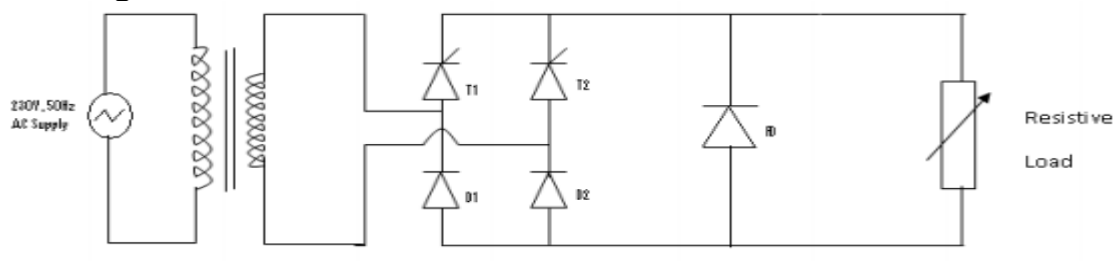 230V, 50Hz
AC Supply
T1
T2
D1
D2
FD
Resistive
Load